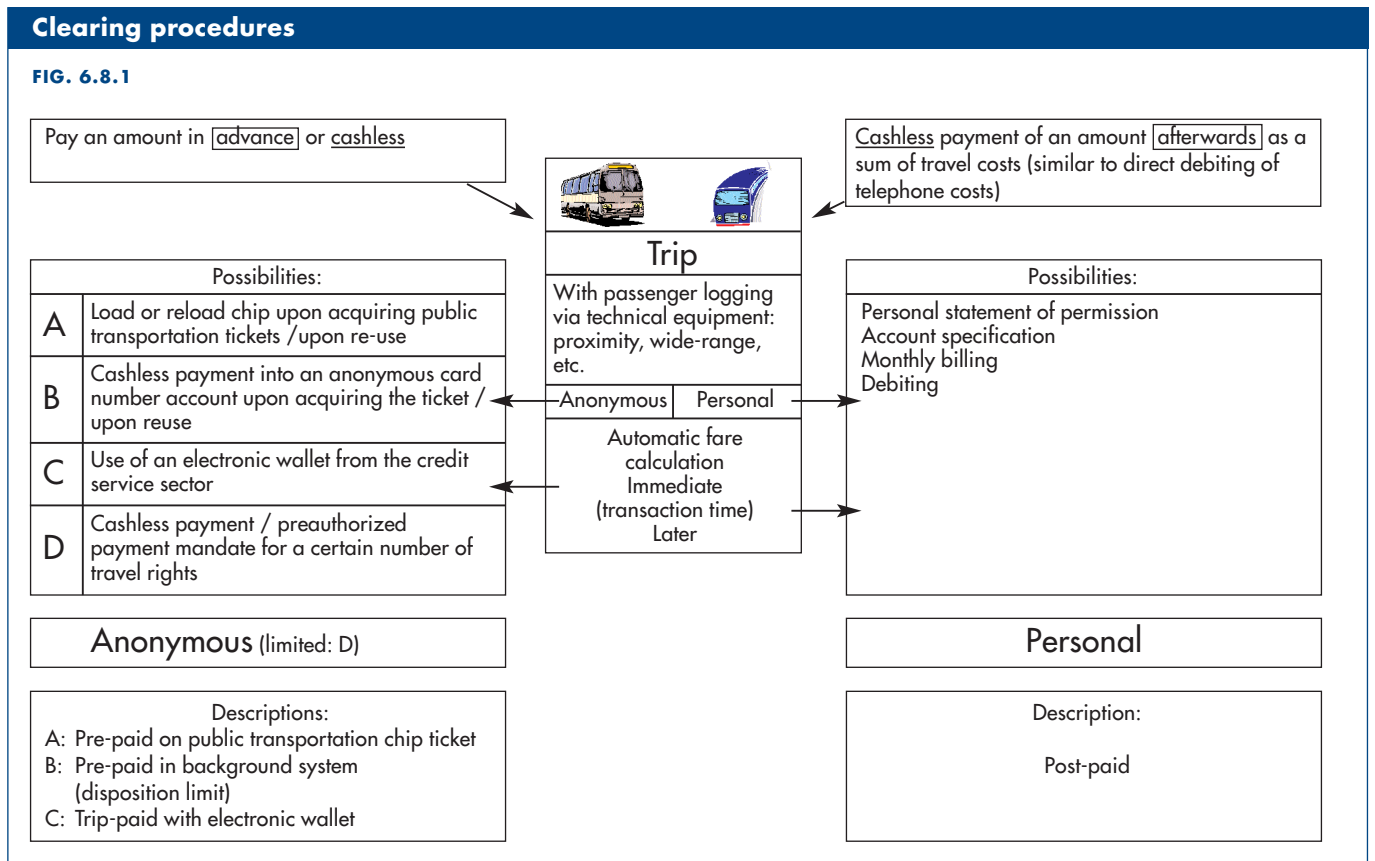 Clearing procedures
FIG. 6.8.1
Pay an amount in advance or cashless
Cashless payment of an amount afterwards as a
sum of travel costs (similar to direct debiting of
telephone costs)
Trip
With passenger logging
via technical equipment:
proximity, wide-range,
etc.
Anonymous
Personal
Automatic fare
calculation
Immediate
(transaction time)
Later
Possibilities:
A
Load or reload chip upon acquiring public
transportation tickets /upon re-use
B
Cashless payment into an anonymous card
number account upon acquiring the ticket /
upon reuse
C
Use of an electronic wallet from the credit
service sector
D
Cashless payment / preauthorized
payment mandate for a certain number of
travel rights
Possibilities:
Personal statement of permission
Account specification
Monthly billing
Debiting
Anonymous (limited: D)
Personal
Descriptions:
A: Pre-paid on public transportation chip ticket
B: Pre-paid in background system
(disposition limit)
C: Trip-paid with electronic wallet
Description:
Post-paid